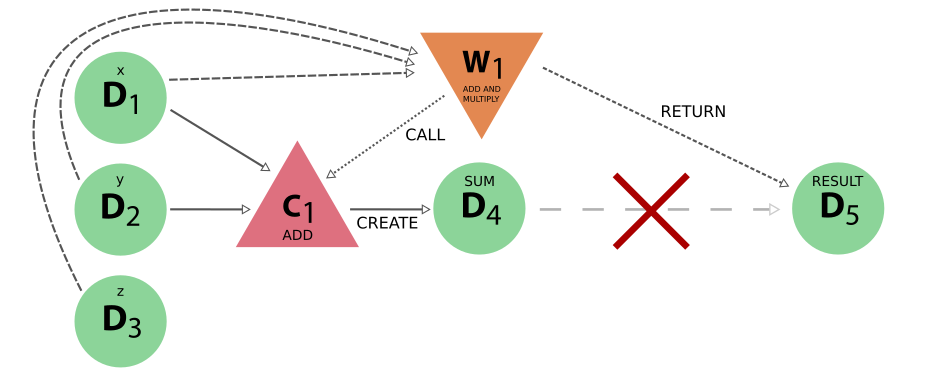 x
D1
y
D2
z
D3
W1
ADD AND
MULTIPLY
CALL
C1
ADD
CREATE
SUM
D4
RETURN
RESULT
D5